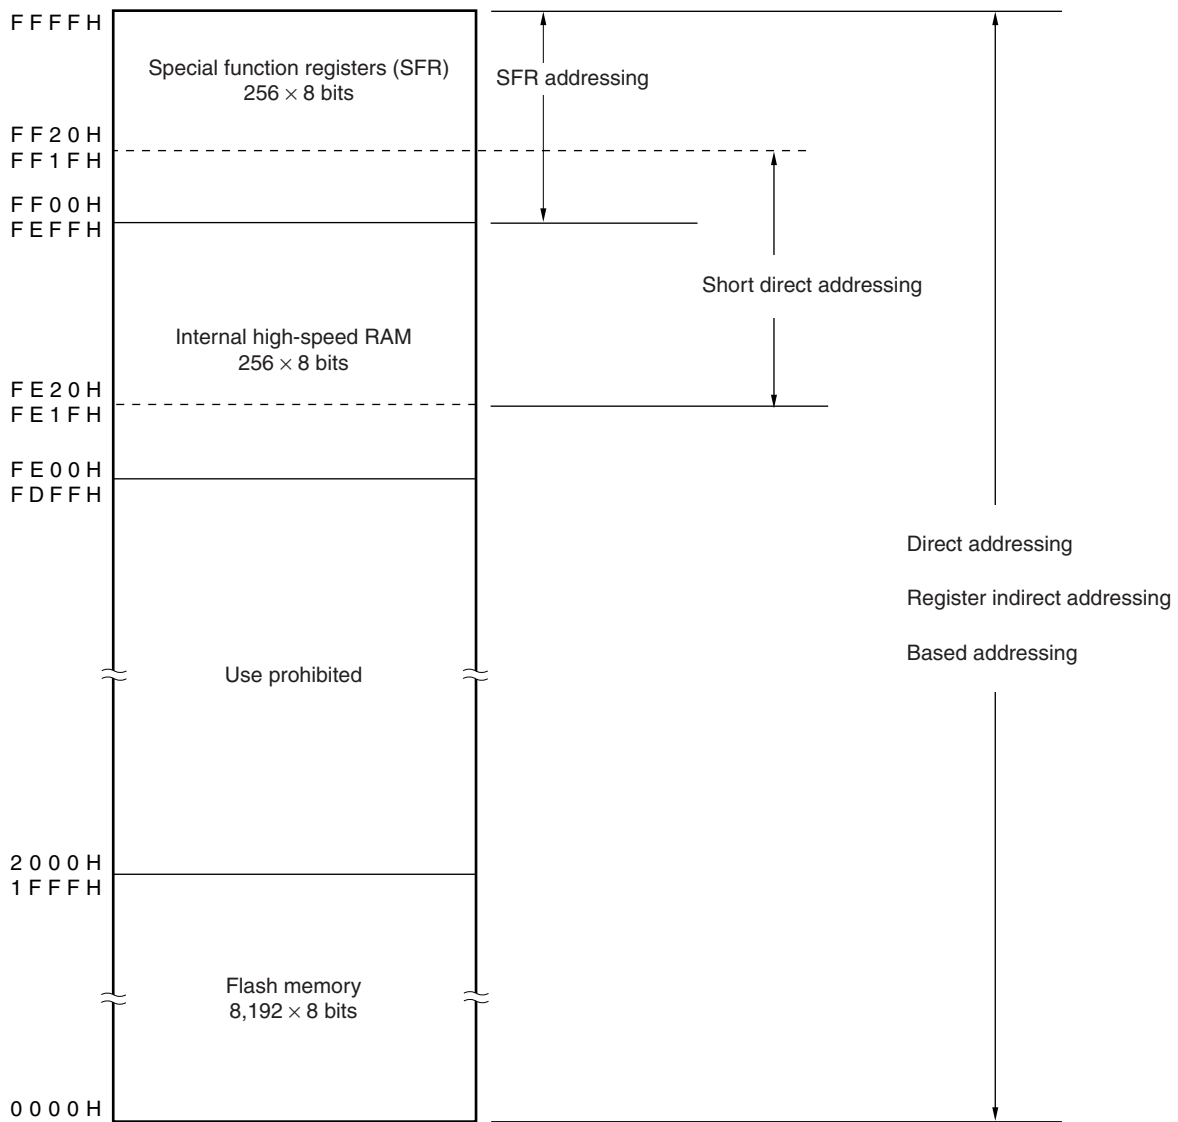 FFFFH
Special function registers (SFR)
256 × 8 bits
SFR addressing
FF20H
FF1FH
FF00H
FEFFH
Short direct addressing
Internal high-speed RAM
256 × 8 bits
FE20H
FE1FH
FE00H
FDFFH
Direct addressing
Register indirect addressing
Based addressing
Use prohibited
2000H
1FFFH
Flash memory
8,192 × 8 bits
0000H